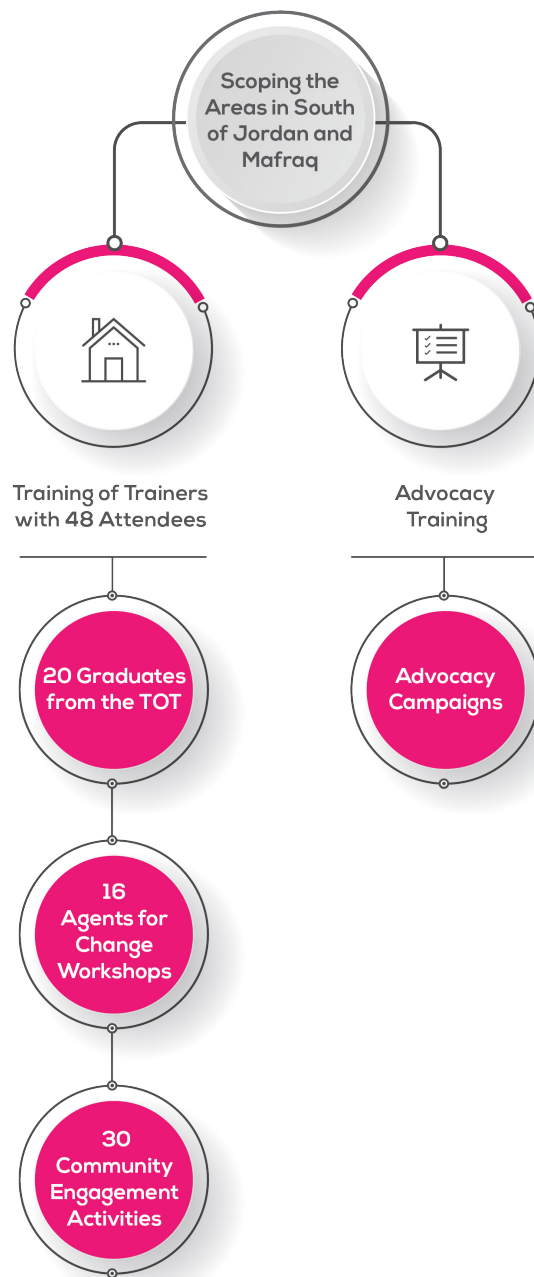 Scoping the
Areas in South
of Jordan and
Mafraq
Training of Trainers
with 48 Attendees
Advocacy
Training
20 Graduates
from the TOT
Advocacy
Campaigns
16
Agents for
Change
Workshops
30
Community
Engagement
Activities